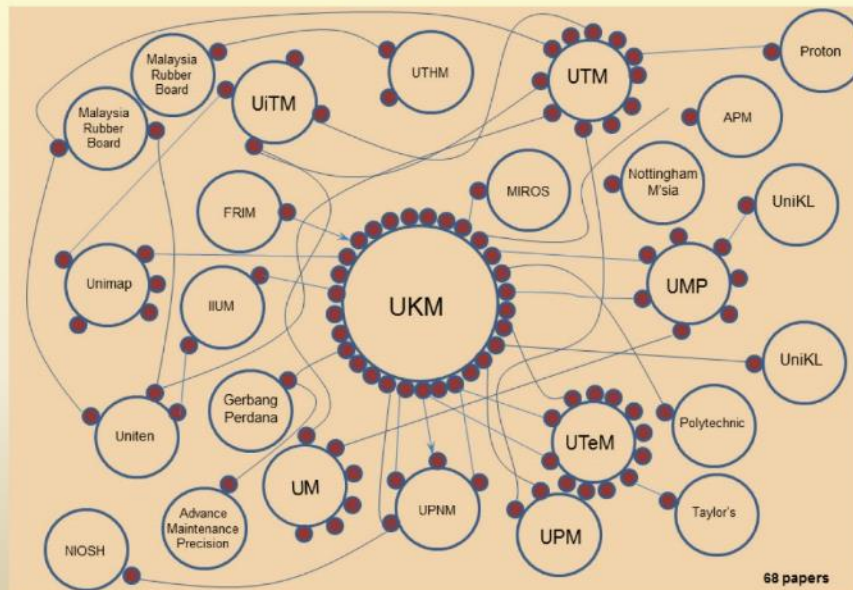 Malaysia
Rubber
Board
Malaysia
Rubber
Board
UiTM
UTHM
UTM
Proton
APM
Nottingham
M'sia
MIROS
FRIM
UniKL
Unimap
IIUM
UKM
UMP
UniKL
Gerbang
Perdana
Uniten
Polytechnic
UTeM
UM
Advance
Maintenance
Precision
UPNM
UPM
Taylor's
NIOSH
68 papers